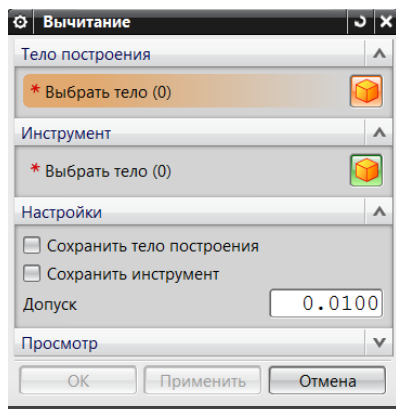 Вычитание
Тело построения
* Выбрать тело (0)
Инструмент
* Выбрать тело (0)
Настройки
Сохранить тело построения
Сохранить инструмент
Допуск 0.0100
Просмотр
ОК Применить Отмена